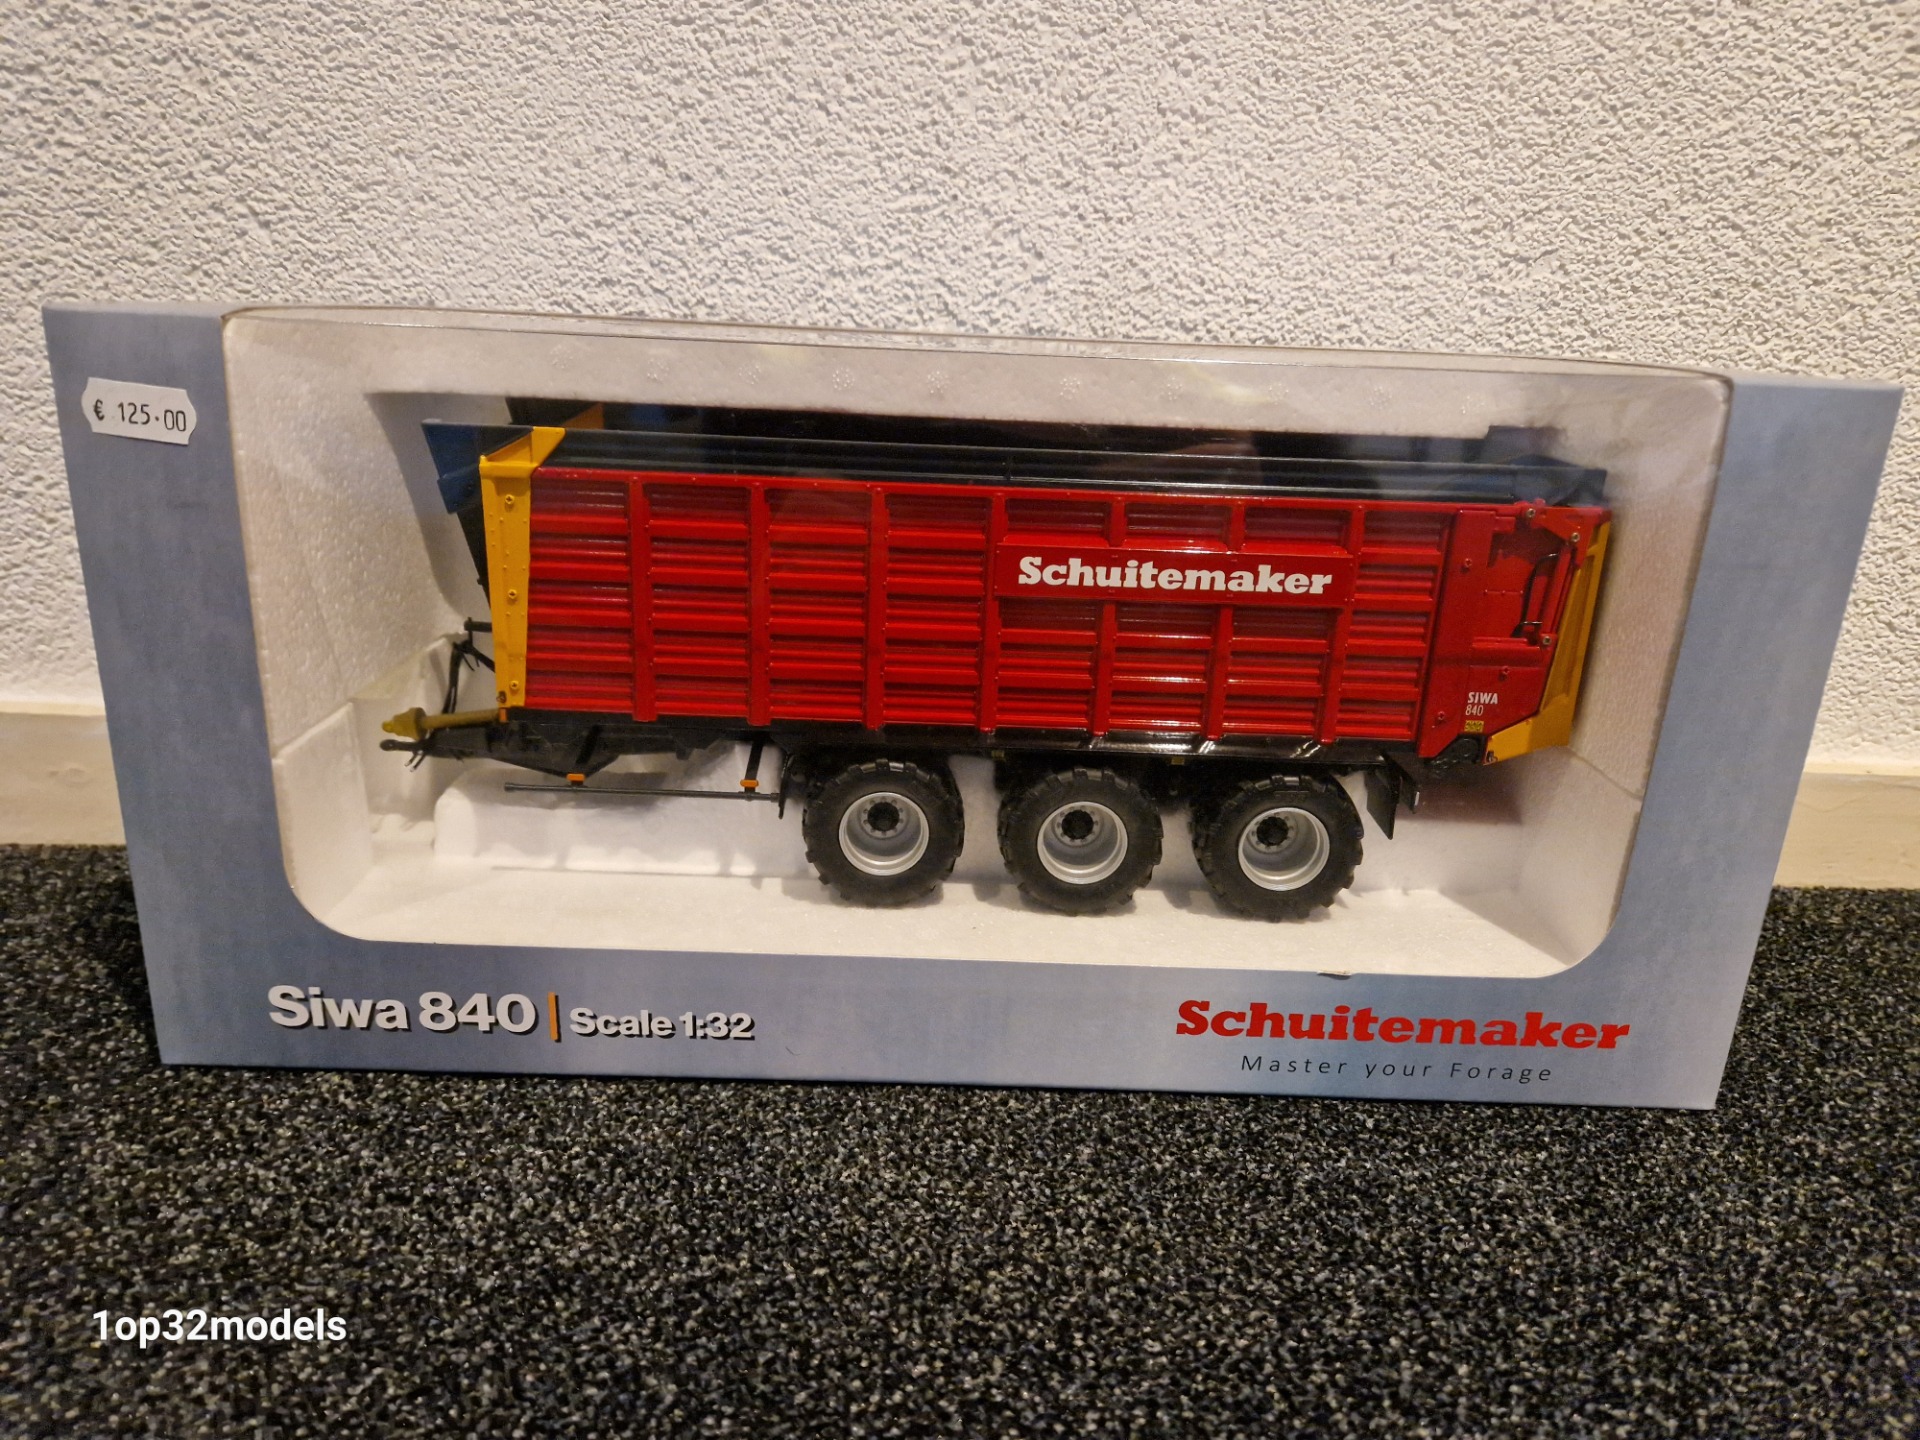 € 125.00
Schuitemaker
SIWA
840
Siwa 840 | Scale 1:32
Schuitemaker
Master your Forage
1op32models